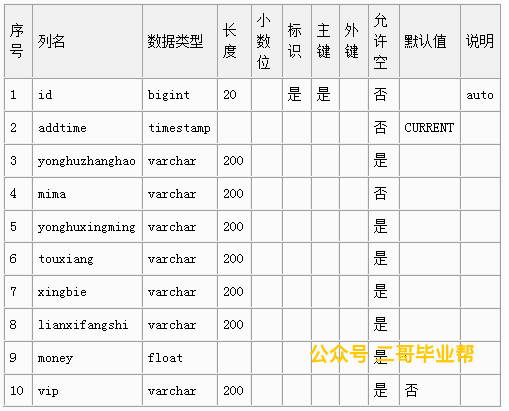 序号 列名 数据类型 长度 小数位 标识 主键 外键 允许空 默认值 说明
1 id bigint 20 是 是 否 auto
2 addtime timestamp 否 CURRENT
3 yonghuzhanghao varchar 200 是
4 mima varchar 200 否
5 yonghuxingming varchar 200 是
6 touxiang varchar 200 是
7 xingbie varchar 200 是
8 lianxifangshi varchar 200 是
9 money float 是
10 vip varchar 200 是 否
公众号 二哥毕业帮